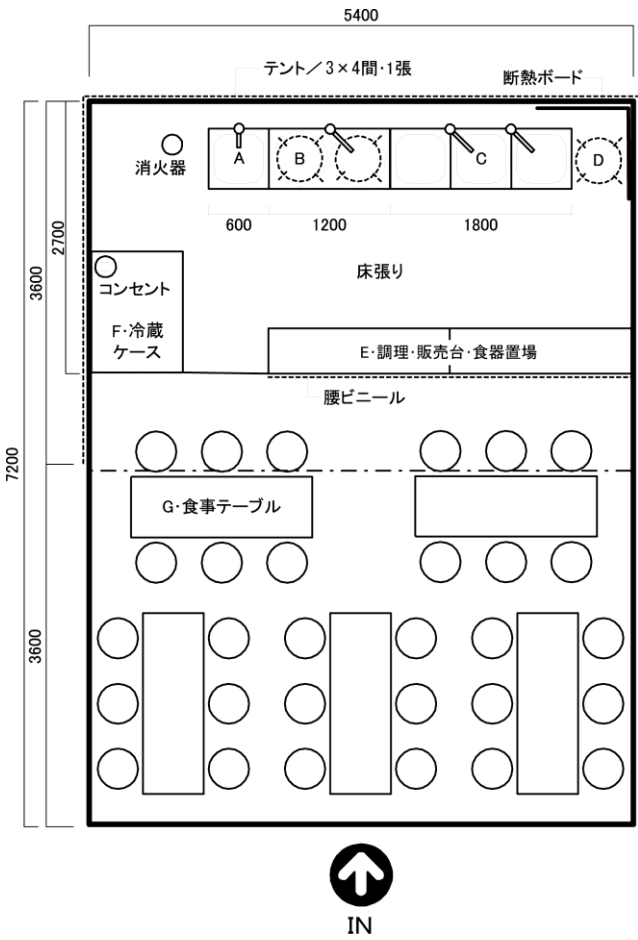 5400
テント／3×4間・1張
断熱ボード
消火器
A
B
C
D
600
1200
1800
2700
3600
7200
3600
コンセント
床張り
F・冷蔵
ケース
E・調理・販売台・食器置場
腰ビニール
G・食事テーブル
IN